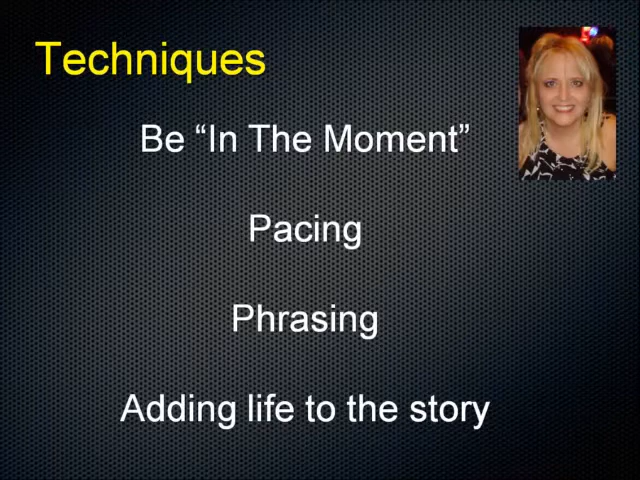 Techniques
Be “In The Moment”
Pacing
Phrasing
Adding life to the story